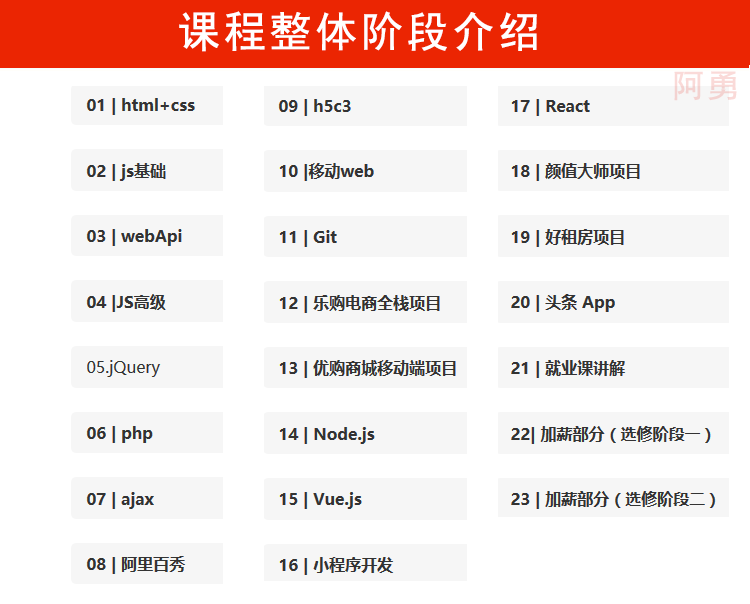 课程整体阶段介绍
阿勇
01 | html+css
02 | js基础
03 | webApi
04 |JS高级
05.jQuery
06 | php
07 | ajax
08 | 阿里百秀
09 | h5c3
10 |移动web
11 | Git
12 | 乐购电商全栈项目
13 | 优购商城移动端项目
14 | Node.js
15 | Vue.js
16 | 小程序开发
17 | React
18 | 颜值大师项目
19 | 好租房项目
20 | 头条 App
21 | 就业课讲解
22| 加薪部分（选修阶段一）
23 | 加薪部分（选修阶段二）